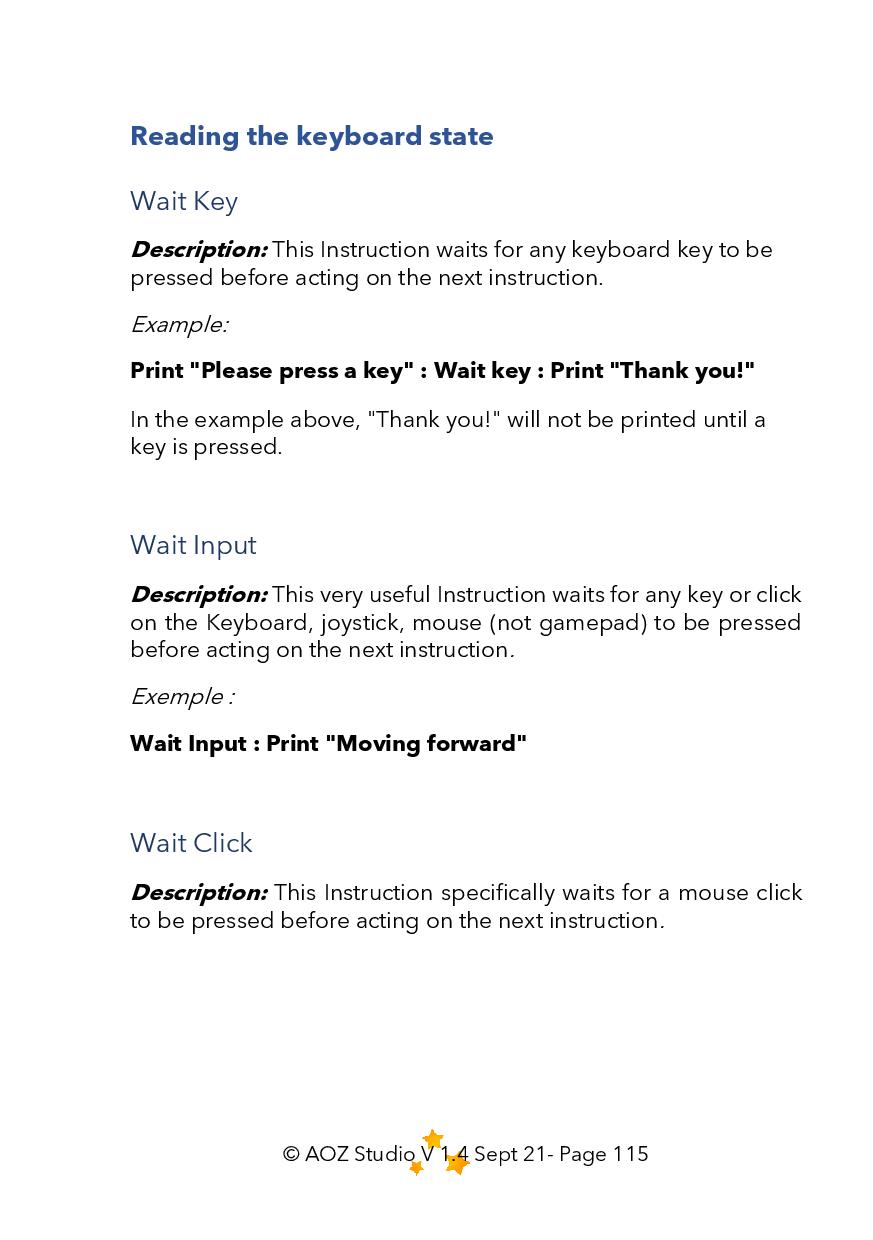 Reading the keyboard state
Wait Key
Description: This Instruction waits for any keyboard key to be
pressed before acting on the next instruction.
Example:
Print "Please press a key" : Wait key : Print "Thank you!"
In the example above, "Thank you!" will not be printed until a
key is pressed.
Wait Input
Description: This very useful Instruction waits for any key or click
on the Keyboard, joystick, mouse (not gamepad) to be pressed
before acting on the next instruction.
Exemple :
Wait Input : Print "Moving forward"
Wait Click
Description: This Instruction specifically waits for a mouse click
to be pressed before acting on the next instruction.
© AOZ Studio V 1.4 Sept 21- Page 115